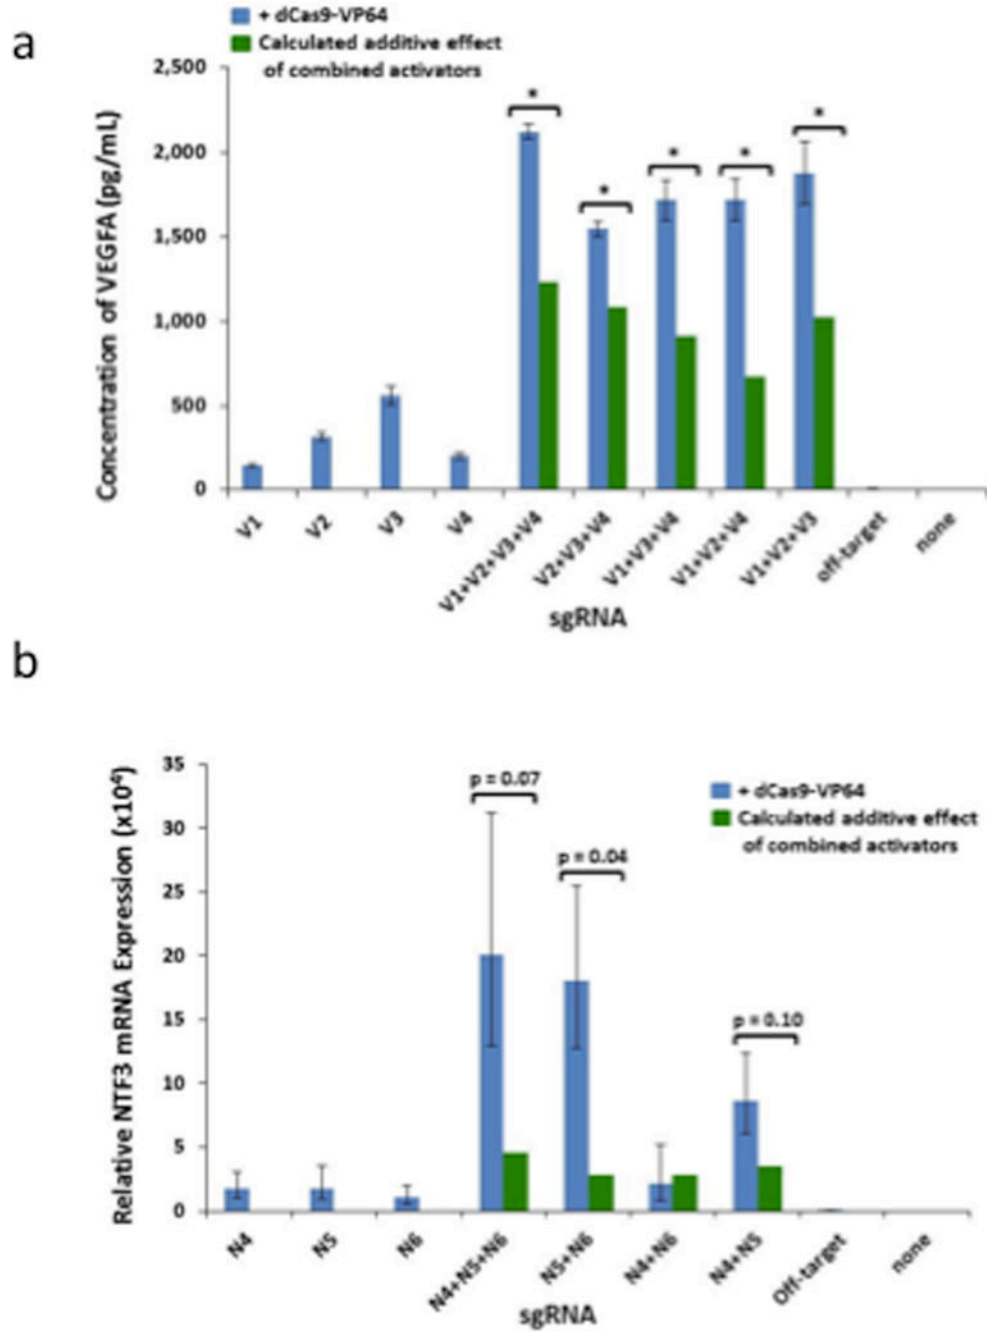 a
+ dCas9-VP64
Calculated additive effect
of combined activators
Concentration of VEGFA (pg/mL)
2,500
2,000
1,500
1,000
500
0
*
*
*
*
*
V1
V2
V3
V4
V1+V2+V3+V4
V2+V3+V4
V1+V3+V4
V1+V2+V4
V1+V2+V3
off-target
none
sgRNA
b
+ dCas9-VP64
Calculated additive effect
of combined activators
Relative NTF3 mRNA Expression (x10⁴)
35
30
25
20
15
10
5
0
p = 0.07
p = 0.04
p = 0.10
N4
N5
N6
N4+N5+N6
N5+N6
N4+N6
N4+N5
Off-target
none
sgRNA